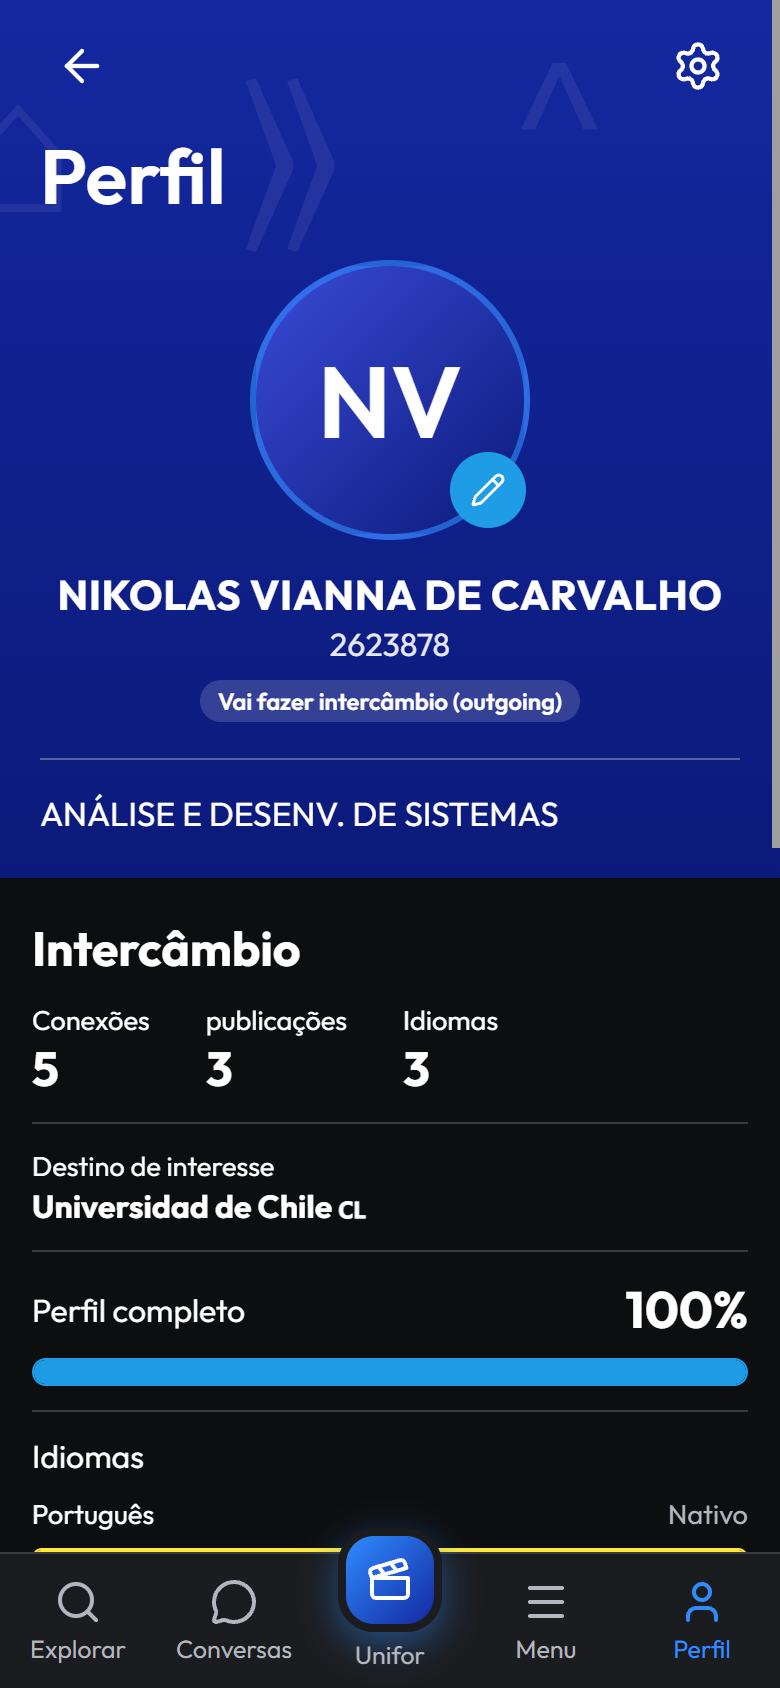 Perfil
NV
NIKOLAS VIANNA DE CARVALHO
2623878
Vai fazer intercâmbio (outgoing)
ANÁLISE E DESENV. DE SISTEMAS
Intercâmbio
Conexões publicações Idiomas
5 3 3
Destino de interesse
Universidad de Chile CL
Perfil completo 100%
Idiomas
Português Nativo
Explorar Conversas Unifor Menu Perfil